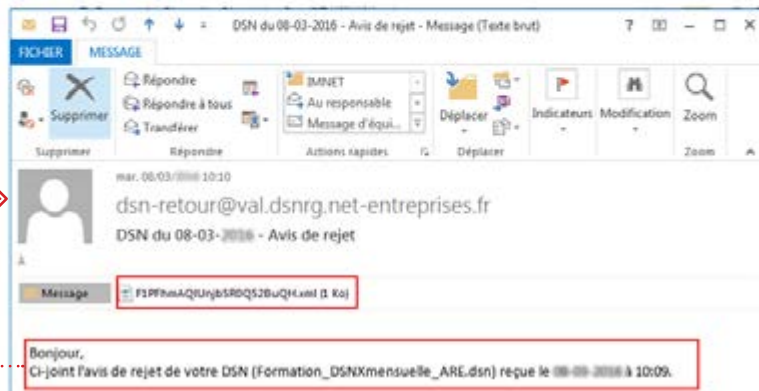 DSN du 08-03-2016 - Avis de rejet - Message (Texte brut)
FICHIER MESSAGE
Supprimer
Répondre
Répondre à tous
Transférer
IMNET
Au responsable
Message d'équi...
Déplacer
Indicateurs
Modification
Zoom
Supprimer Répondre Actions rapides Déplacer Zoom
mar. 08/03/ 10:10
dsn-retour@val.dsnrg.net-entreprises.fr
DSN du 08-03- - Avis de rejet
À
Message
.xml (1 Ko)
Bonjour,
Ci-joint l'avis de rejet de votre DSN (Formation_DSNXmensuelle_ARE.dsn) reçue le à 10:09.